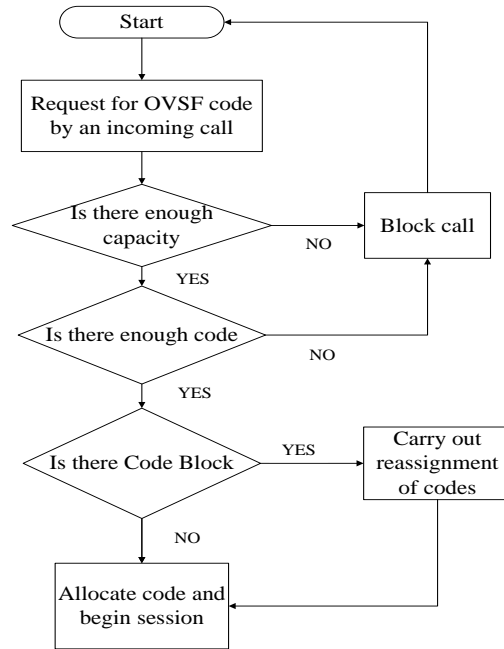 Start
Request for OVSF code
by an incoming call
Is there enough
capacity
NO
Block call
YES
Is there enough code
NO
YES
Is there Code Block
YES
Carry out
reassignment
of codes
NO
Allocate code and
begin session